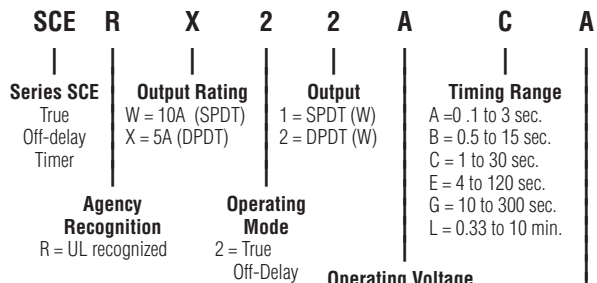 SCE R X 2 2 A C A
Series SCE
True
Off-delay
Timer
Output Rating
W = 10A (SPDT)
X = 5A (DPDT)
Output
1 = SPDT (W)
2 = DPDT (W)
Timing Range
A =0 .1 to 3 sec.
B = 0.5 to 15 sec.
C = 1 to 30 sec.
E = 4 to 120 sec.
G = 10 to 300 sec.
L = 0.33 to 10 min.
Agency
Recognition
R = UL recognized
Operating
Mode
2 = True
Off-Delay
Operating Voltage